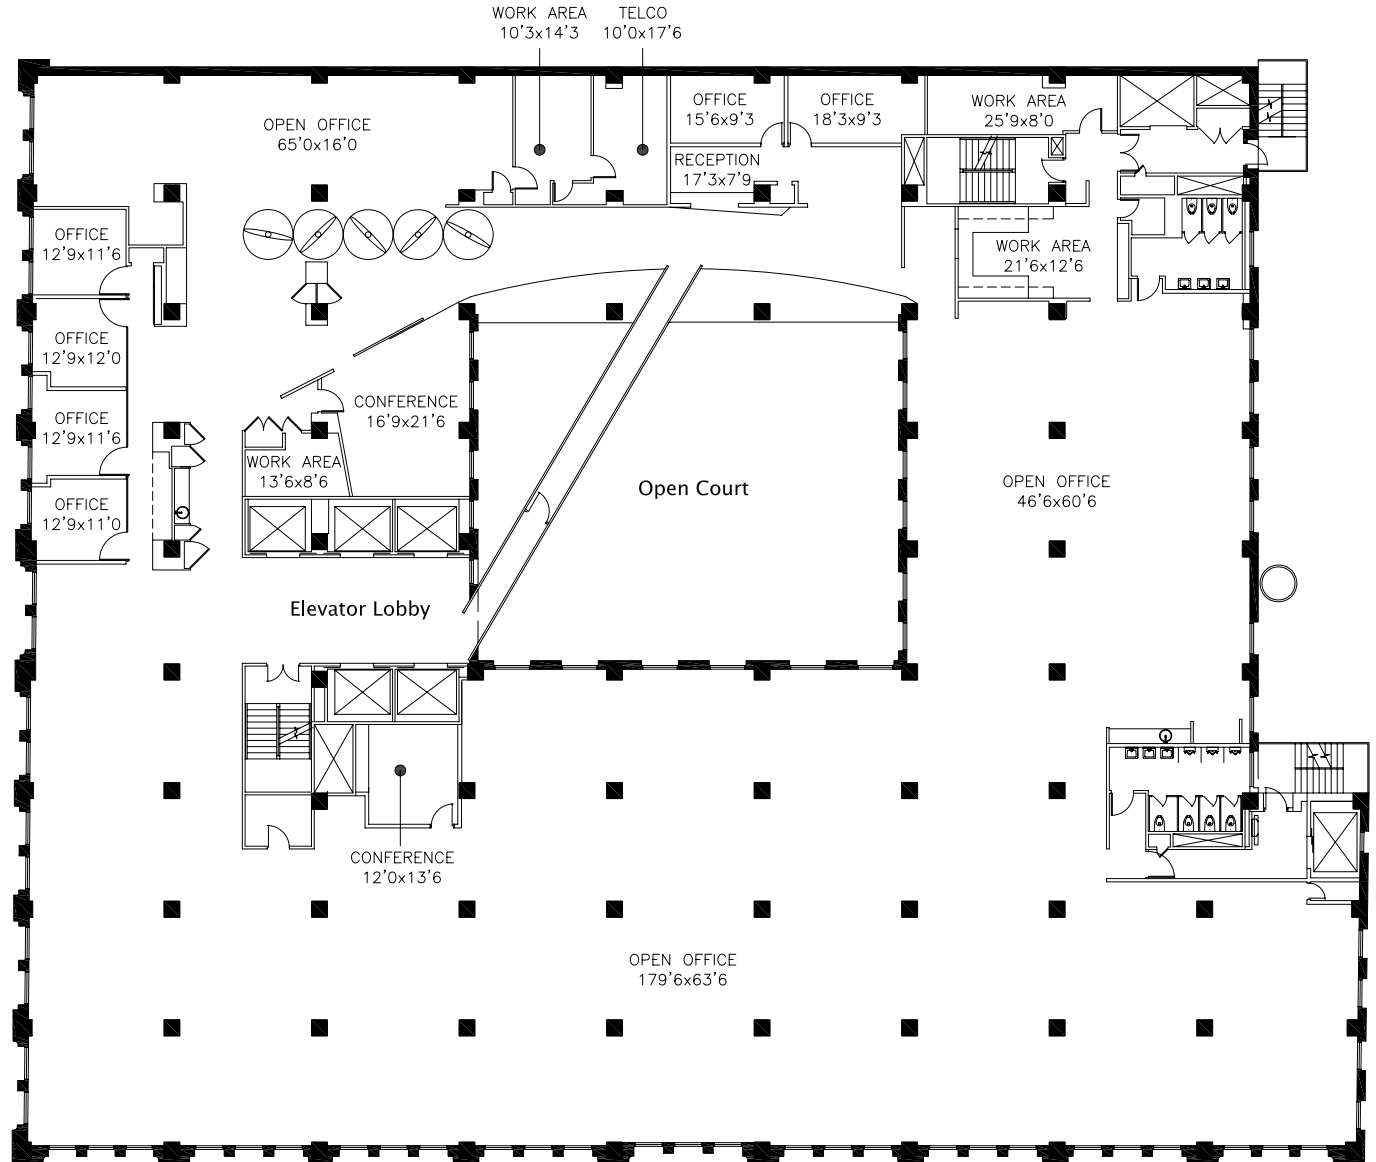 WORK AREA
10'3x14'3
TELCO
10'0x17'6
OPEN OFFICE
65'0x16'0
OFFICE
15'6x9'3
OFFICE
18'3x9'3
WORK AREA
25'9x8'0
RECEPTION
17'3x7'9
OFFICE
12'9x11'6
WORK AREA
21'6x12'6
OFFICE
12'9x12'0
OFFICE
12'9x11'6
CONFERENCE
16'9x21'6
WORK AREA
13'6x8'6
OFFICE
12'9x11'0
Open Court
OPEN OFFICE
46'6x60'6
Elevator Lobby
CONFERENCE
12'0x13'6
OPEN OFFICE
179'6x63'6